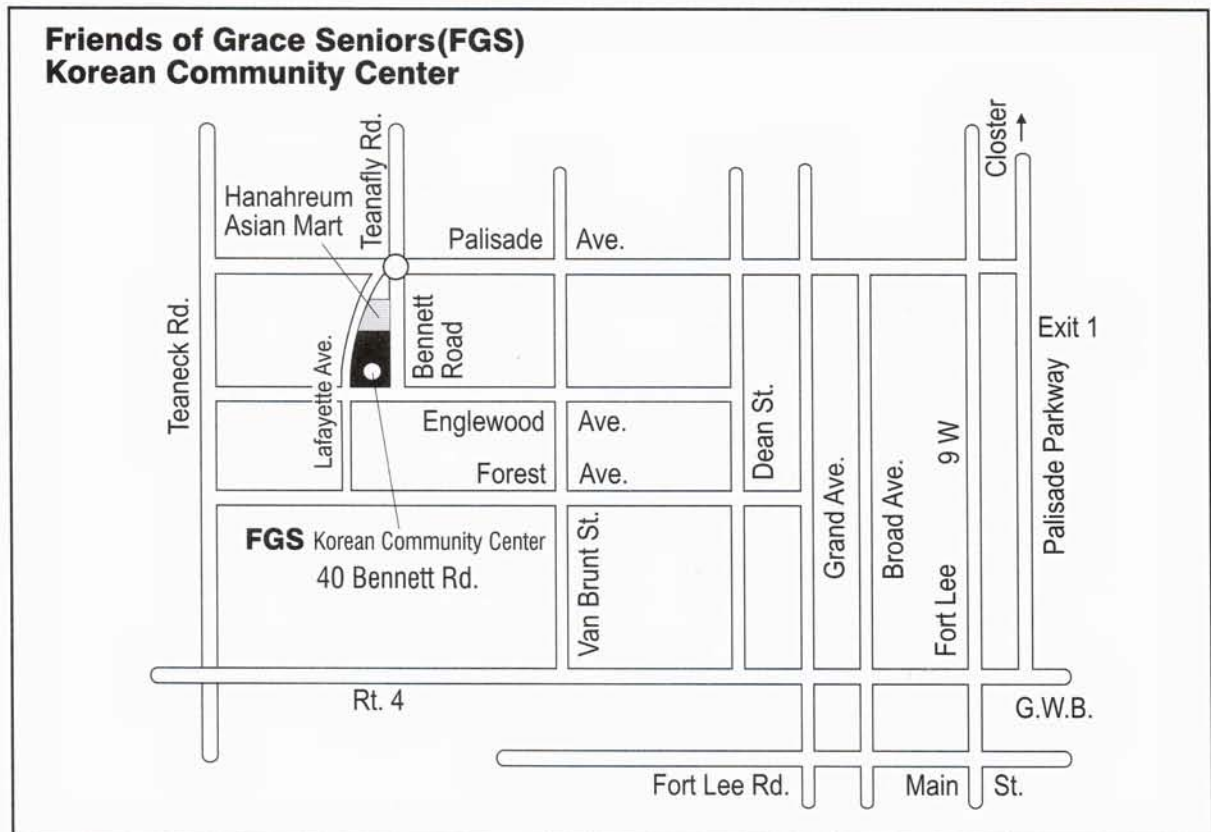 Friends of Grace Seniors(FGS)
Korean Community Center
Closter
Teanafly Rd.
Hanahreum
Asian Mart
Palisade Ave.
Teaneck Rd.
Lafayette Ave.
Bennett
Road
Exit 1
Palisade Parkway
Englewood Ave.
Dean St.
9 W
Forest Ave.
Grand Ave.
Broad Ave.
FGS Korean Community Center
40 Bennett Rd.
Van Brunt St.
Fort Lee
Rt. 4
G.W.B.
Fort Lee Rd.
Main St.